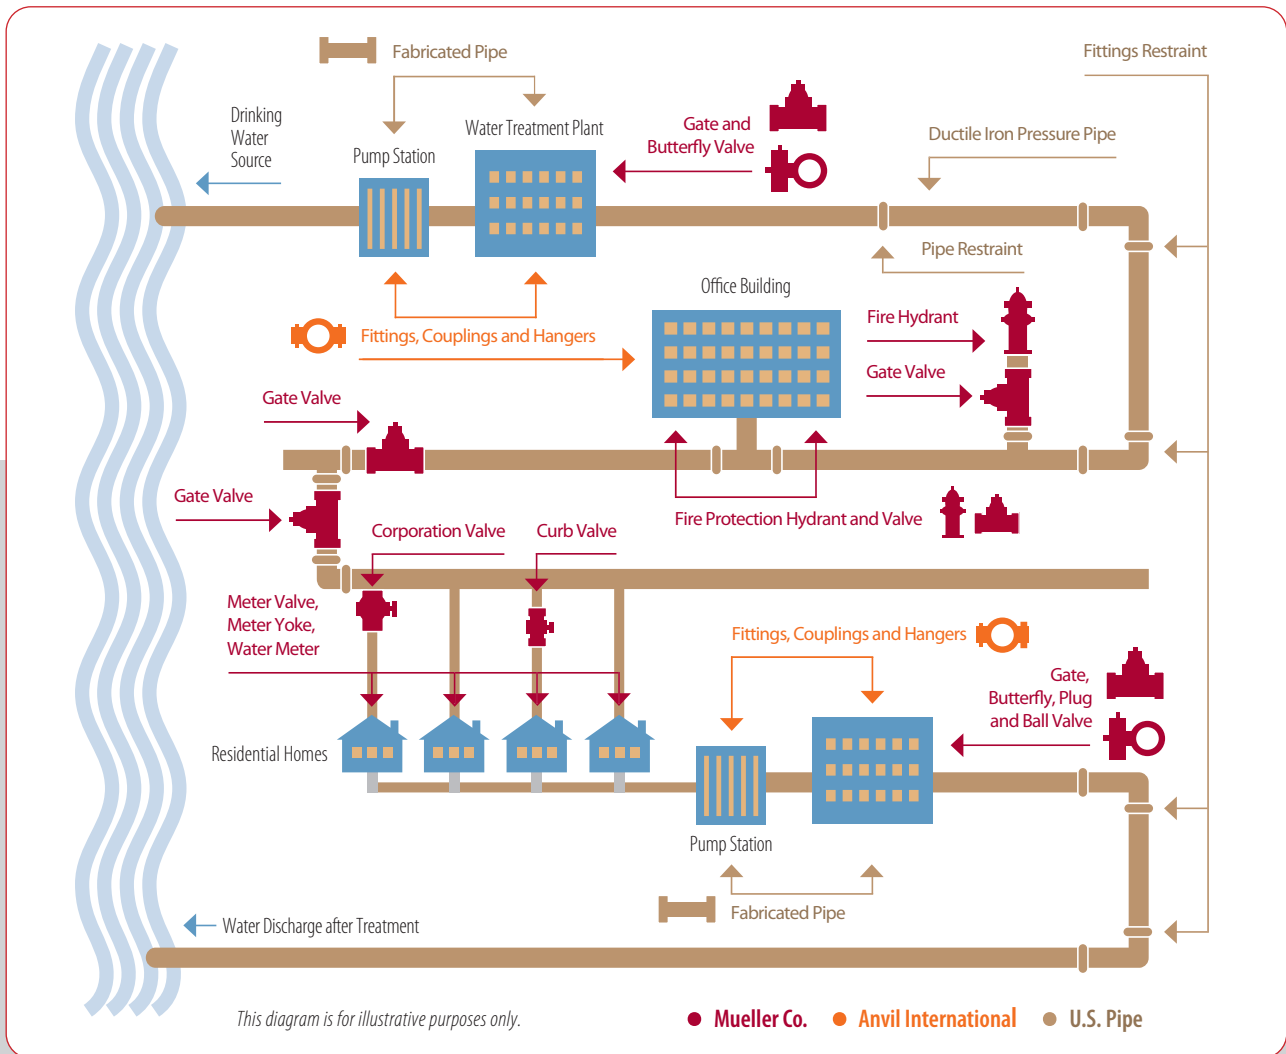 Fabricated Pipe
Fittings Restraint
Drinking
Water
Source
Pump Station
Water Treatment Plant
Gate and
Butterfly Valve
Ductile Iron Pressure Pipe
Pipe Restraint
Office Building
Fittings, Couplings and Hangers
Fire Hydrant
Gate Valve
Gate Valve
Gate Valve
Fire Protection Hydrant and Valve
Corporation Valve
Curb Valve
Meter Valve,
Meter Yoke,
Water Meter
Fittings, Couplings and Hangers
Gate,
Butterfly, Plug
and Ball Valve
Residential Homes
Pump Station
Fabricated Pipe
Water Discharge after Treatment
This diagram is for illustrative purposes only.
Mueller Co.
Anvil International
U.S. Pipe